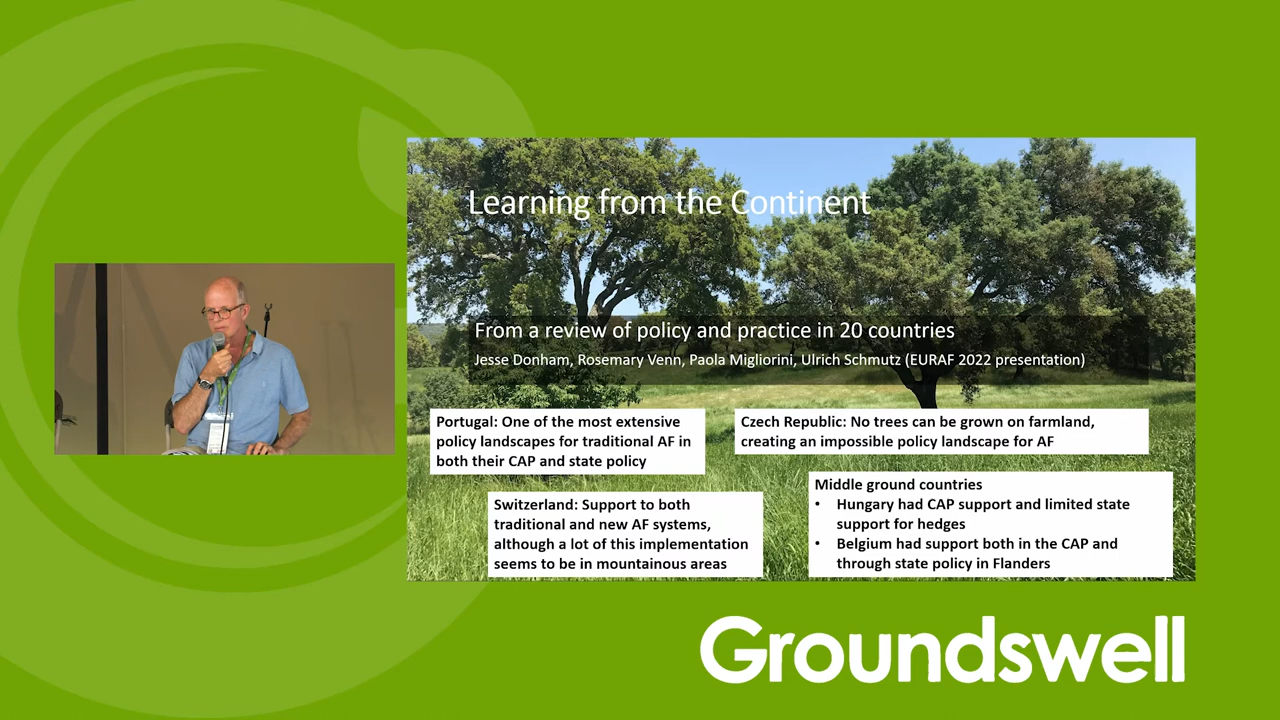 Learning from the Continent
From a review of policy and practice in 20 countries
Jesse Donham, Rosemary Venn, Paola Migliorini, Ulrich Schmutz (EURAF 2022 presentation)
Portugal: One of the most extensive
policy landscapes for traditional AF in
both their CAP and state policy
Czech Republic: No trees can be grown on farmland,
creating an impossible policy landscape for AF
Switzerland: Support to both
traditional and new AF systems,
although a lot of this implementation
seems to be in mountainous areas
Middle ground countries
• Hungary had CAP support and limited state
support for hedges
• Belgium had support both in the CAP and
through state policy in Flanders
Groundswell